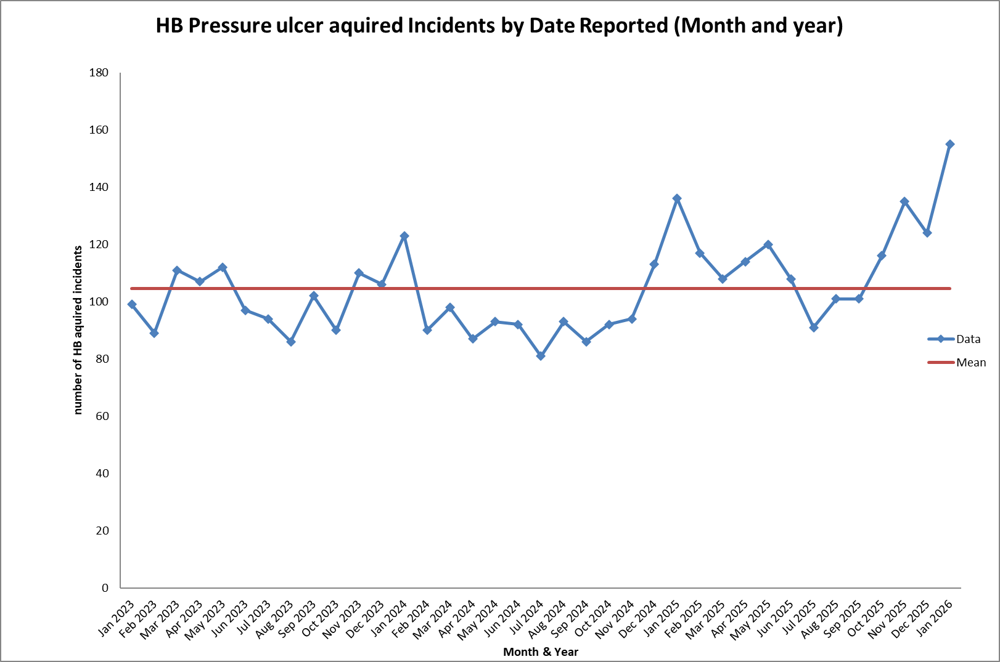 HB Pressure ulcer aquired Incidents by Date Reported (Month and year)
180
160
140
120
100
80
60
40
20
0
number of HB aquired incidents
Jan 2023
Feb 2023
Mar 2023
Apr 2023
May 2023
Jun 2023
Jul 2023
Aug 2023
Sep 2023
Oct 2023
Nov 2023
Dec 2023
Jan 2024
Feb 2024
Mar 2024
Apr 2024
May 2024
Jun 2024
Jul 2024
Aug 2024
Sep 2024
Oct 2024
Nov 2024
Dec 2024
Jan 2025
Feb 2025
Mar 2025
Apr 2025
May 2025
Jun 2025
Jul 2025
Aug 2025
Sep 2025
Oct 2025
Nov 2025
Dec 2025
Jan 2026
Month & Year
Data
Mean